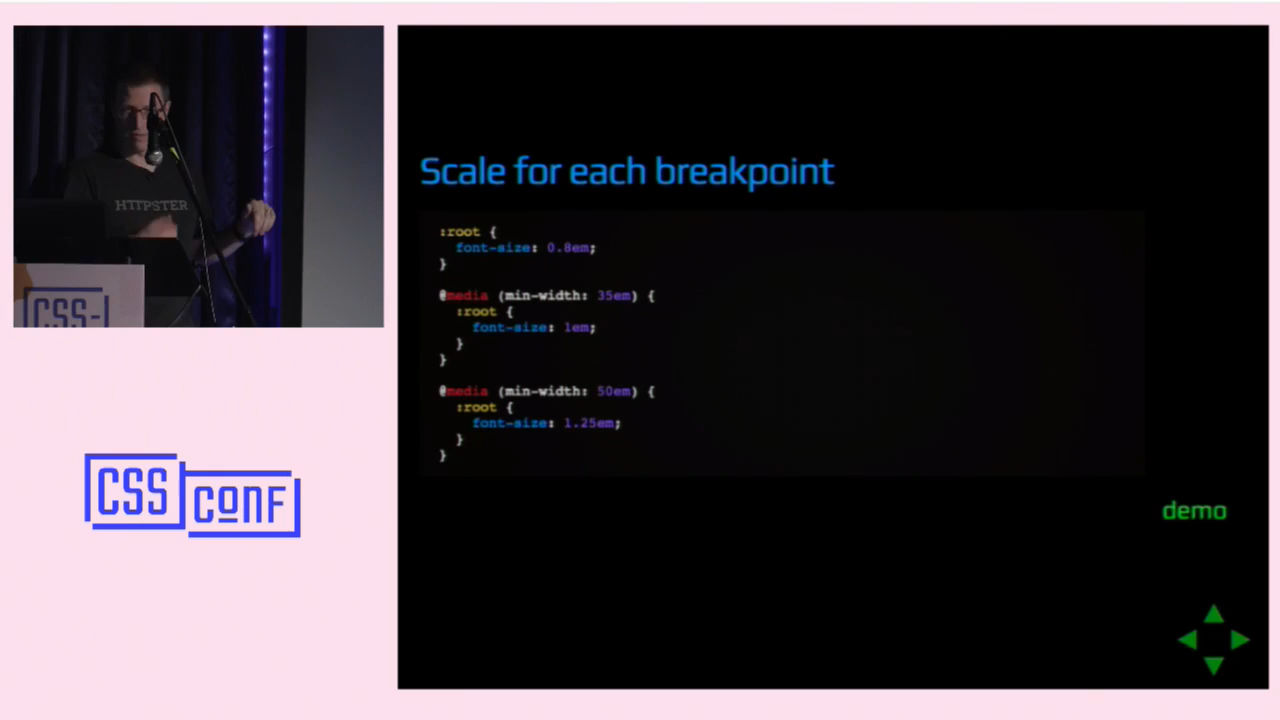 HTTPSTER
CSS-
CSS
CONF
Scale for each breakpoint
:root {
font-size: 0.8em;
}
@media (min-width: 35em) {
:root {
font-size: 1em;
}
}
@media (min-width: 50em) {
:root {
font-size: 1.25em;
}
}
demo